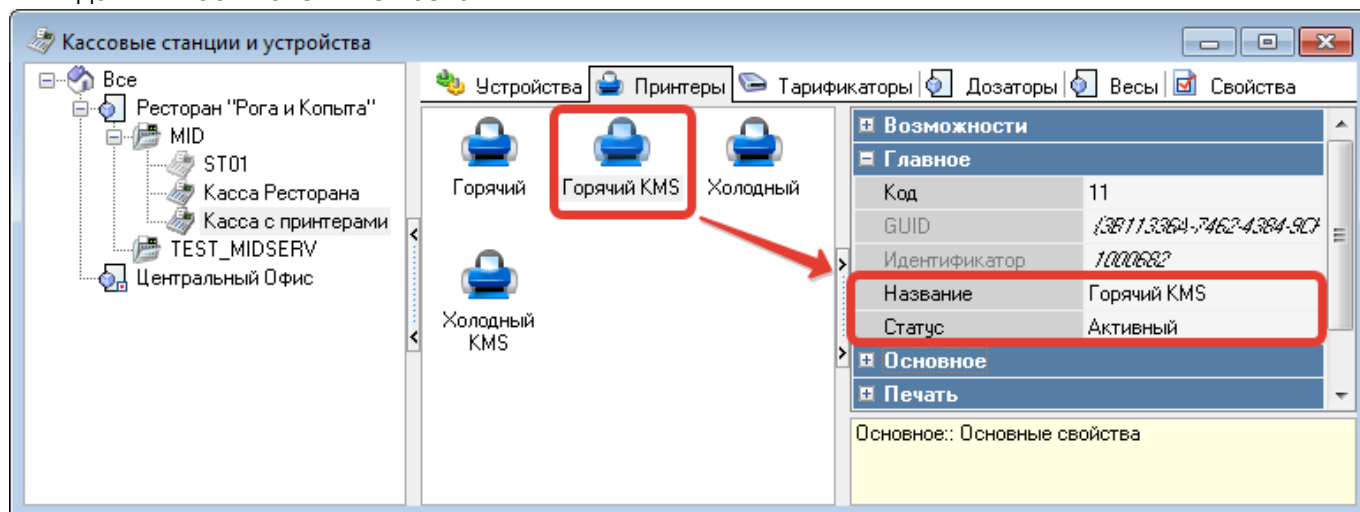 Кассовые станции и устройства
Все
Ресторан "Рога и Копыта"
MID
ST01
Касса Ресторана
Касса с принтерами
TEST_MIDSERV
Центральный Офис
Устройства Принтеры Тарификаторы Дозаторы Весы Свойства
Горячий Горячий KMS Холодный
Холодный
KMS
Возможности
Главное
Код 11
GUID
Идентификатор 1000682
Название Горячий KMS
Статус Активный
Основное
Печать
Основное:: Основные свойства